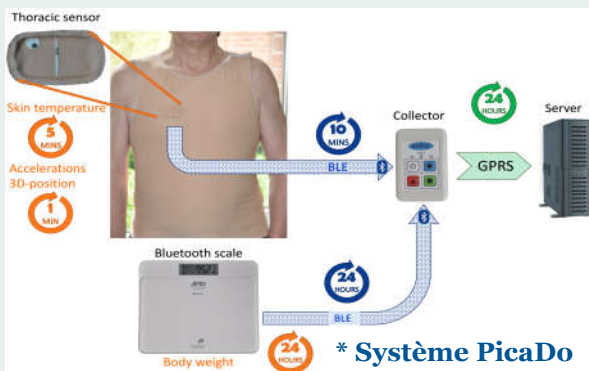 Thoracic sensor
Skin temperature
5
MINS
Accelerations
3D-position
1
MIN
10
MINS
BLE
Collector
24
HOURS
GPRS
Server
Bluetooth scale
24
HOURS
BLE
Body weight
24
HOURS
* Système PicaDo